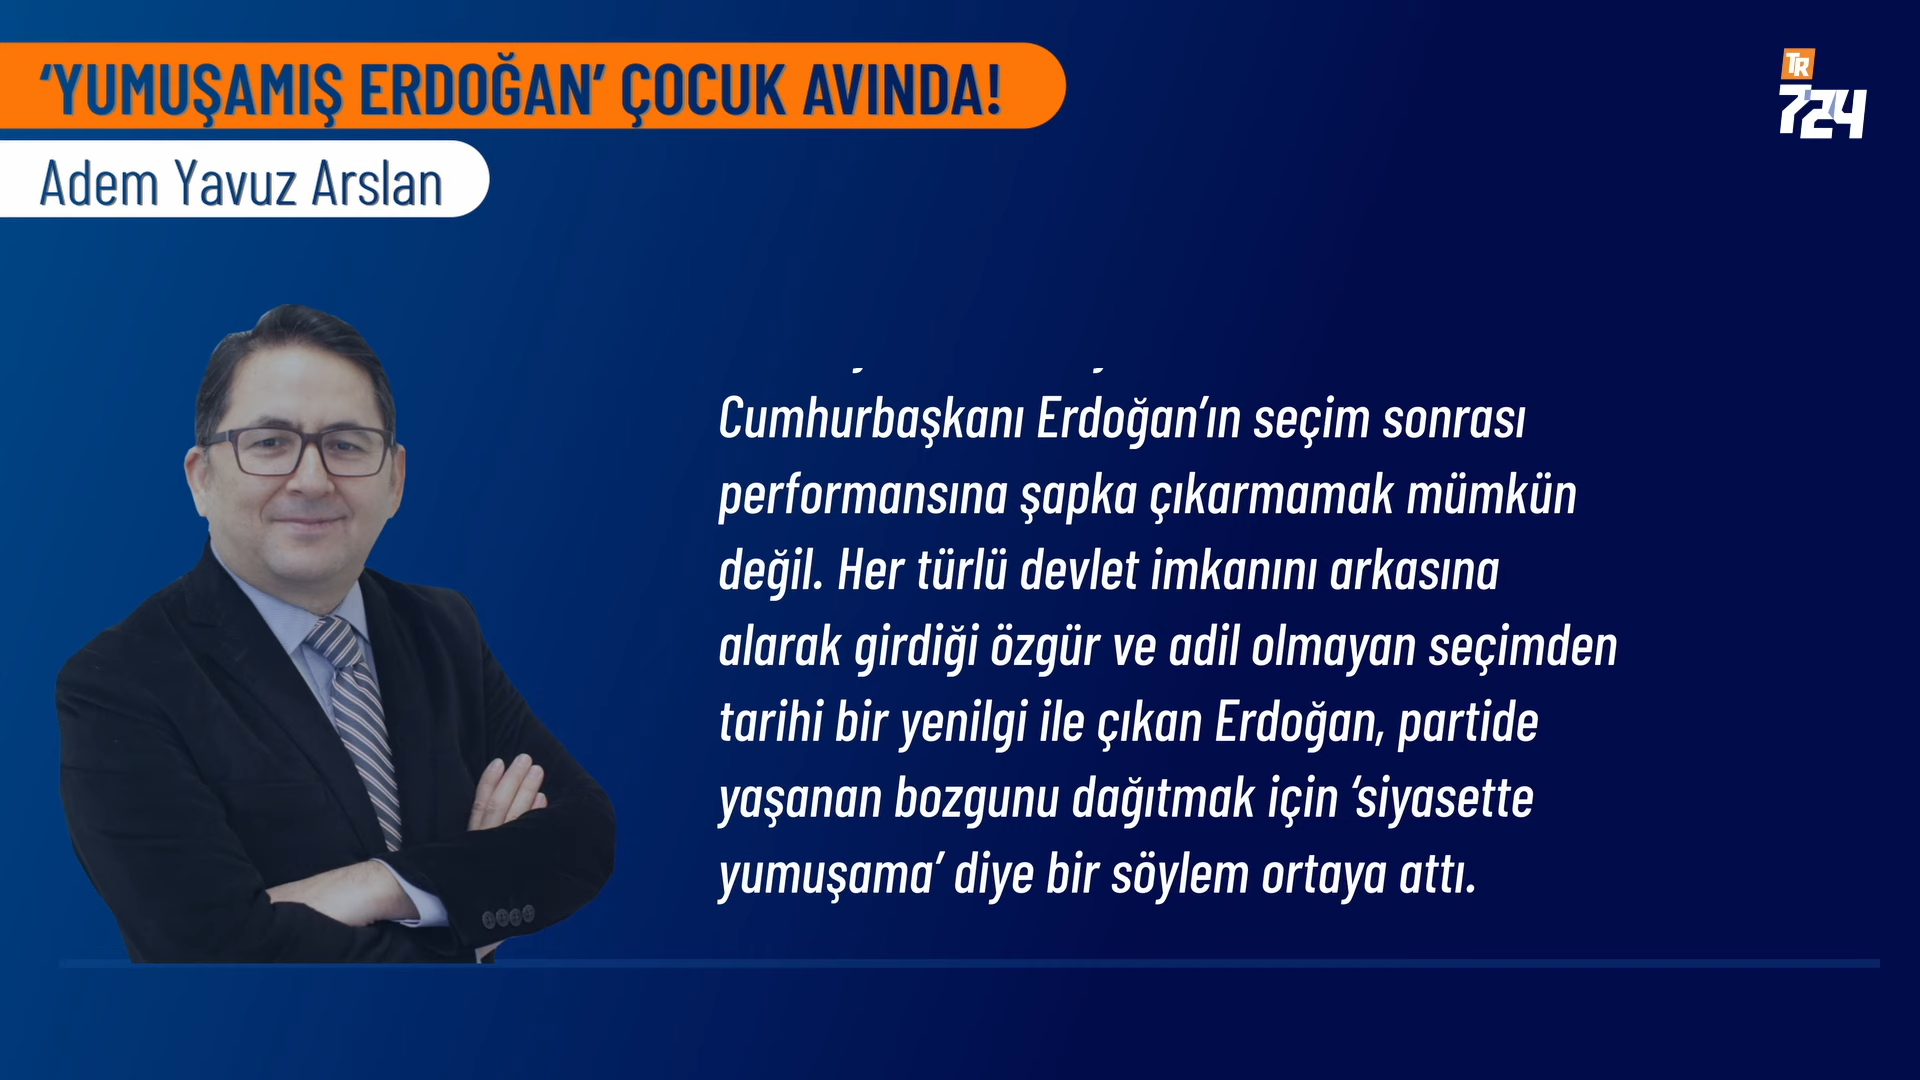 ‘YUMUŞAMIŞ ERDOĞAN’ ÇOCUK AVINDA!
TR
724
Adem Yavuz Arslan
Cumhurbaşkanı Erdoğan’ın seçim sonrası
performansına şapka çıkarmamak mümkün
değil. Her türlü devlet imkanını arkasına
alarak girdiği özgür ve adil olmayan seçimden
tarihi bir yenilgi ile çıkan Erdoğan, partide
yaşanan bozgunu dağıtmak için ‘siyasette
yumuşama’ diye bir söylem ortaya attı.